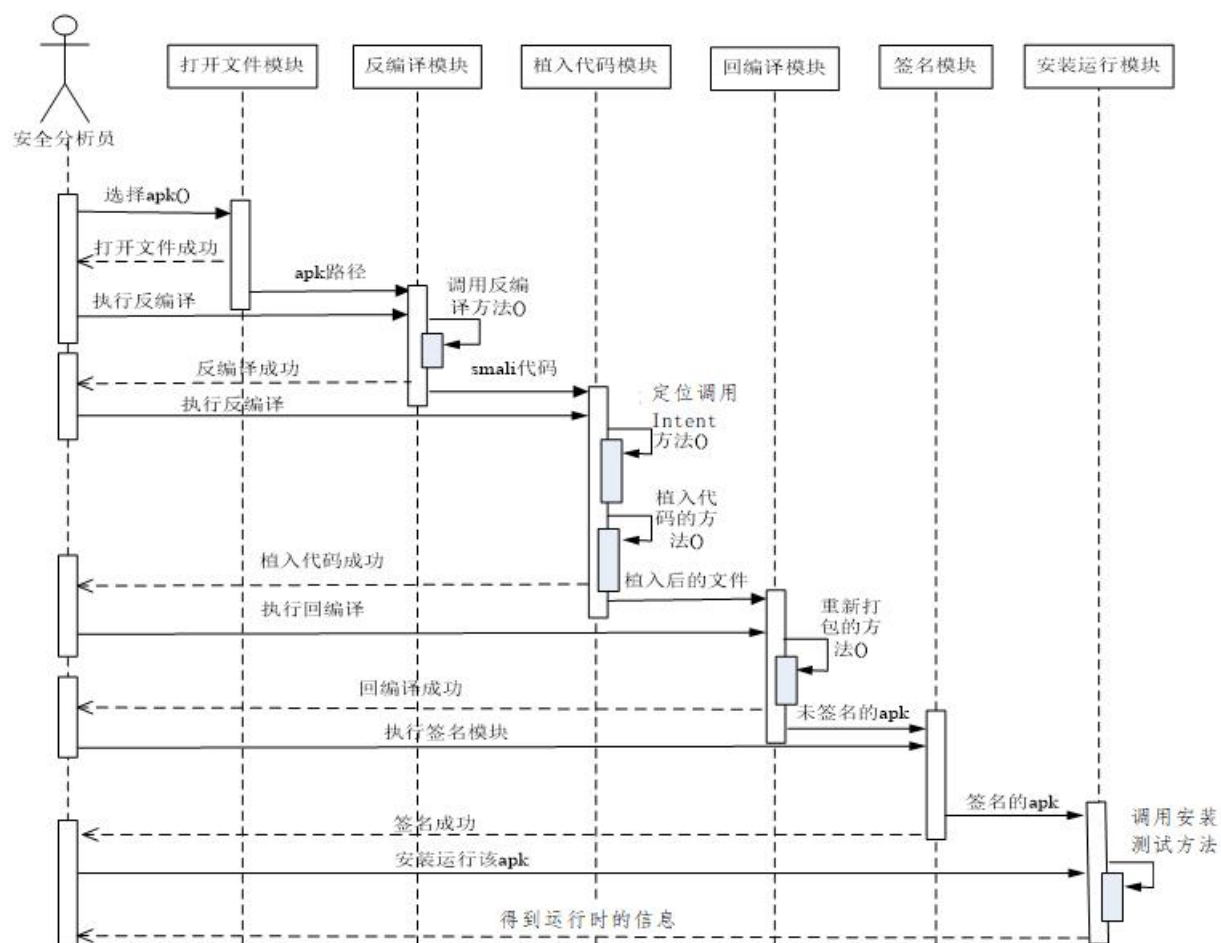 打开文件模块
反编译模块
植入代码模块
回编译模块
签名模块
安装运行模块
安全分析员
选择apk()
打开文件成功
apk路径
调用反编
译方法()
执行反编译
反编译成功
smali代码
执行反编译
定位调用
Intent
方法()
植入代
码的方
法()
植入代码成功
植入后的文件
执行回编译
重新打
包的方
法()
回编译成功
未签名的apk
执行签名模块
签名的apk
签名成功
调用安装
测试方法
安装运行该apk
得到运行时的信息